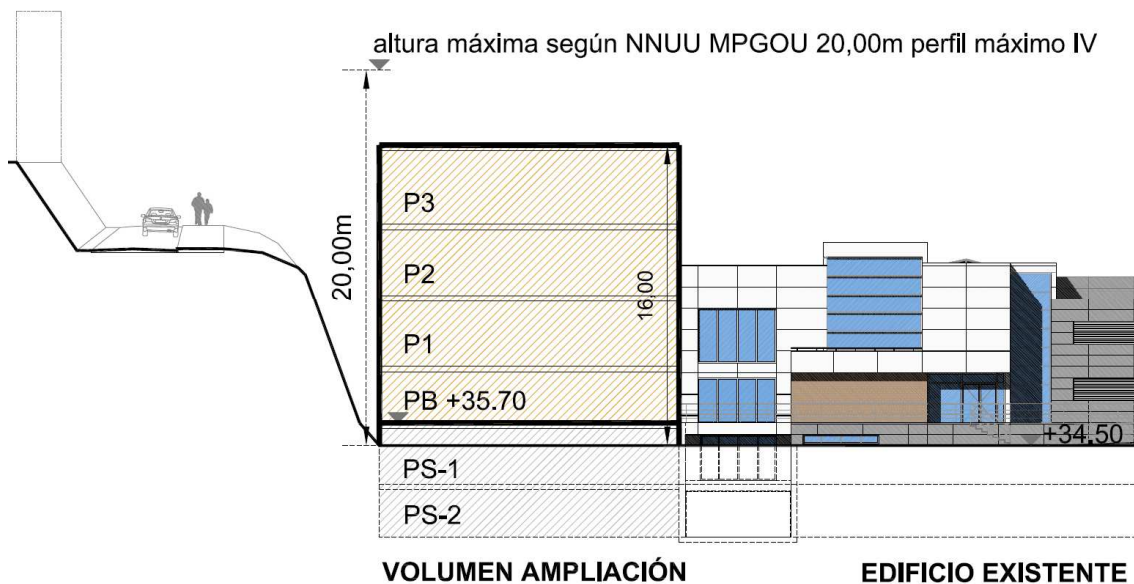 altura máxima según NNUU MPGOU 20,00m perfil máximo IV
20,00m
P3
P2
16,00
P1
PB +35.70
+34.50
PS-1
PS-2
VOLUMEN AMPLIACIÓN
EDIFICIO EXISTENTE